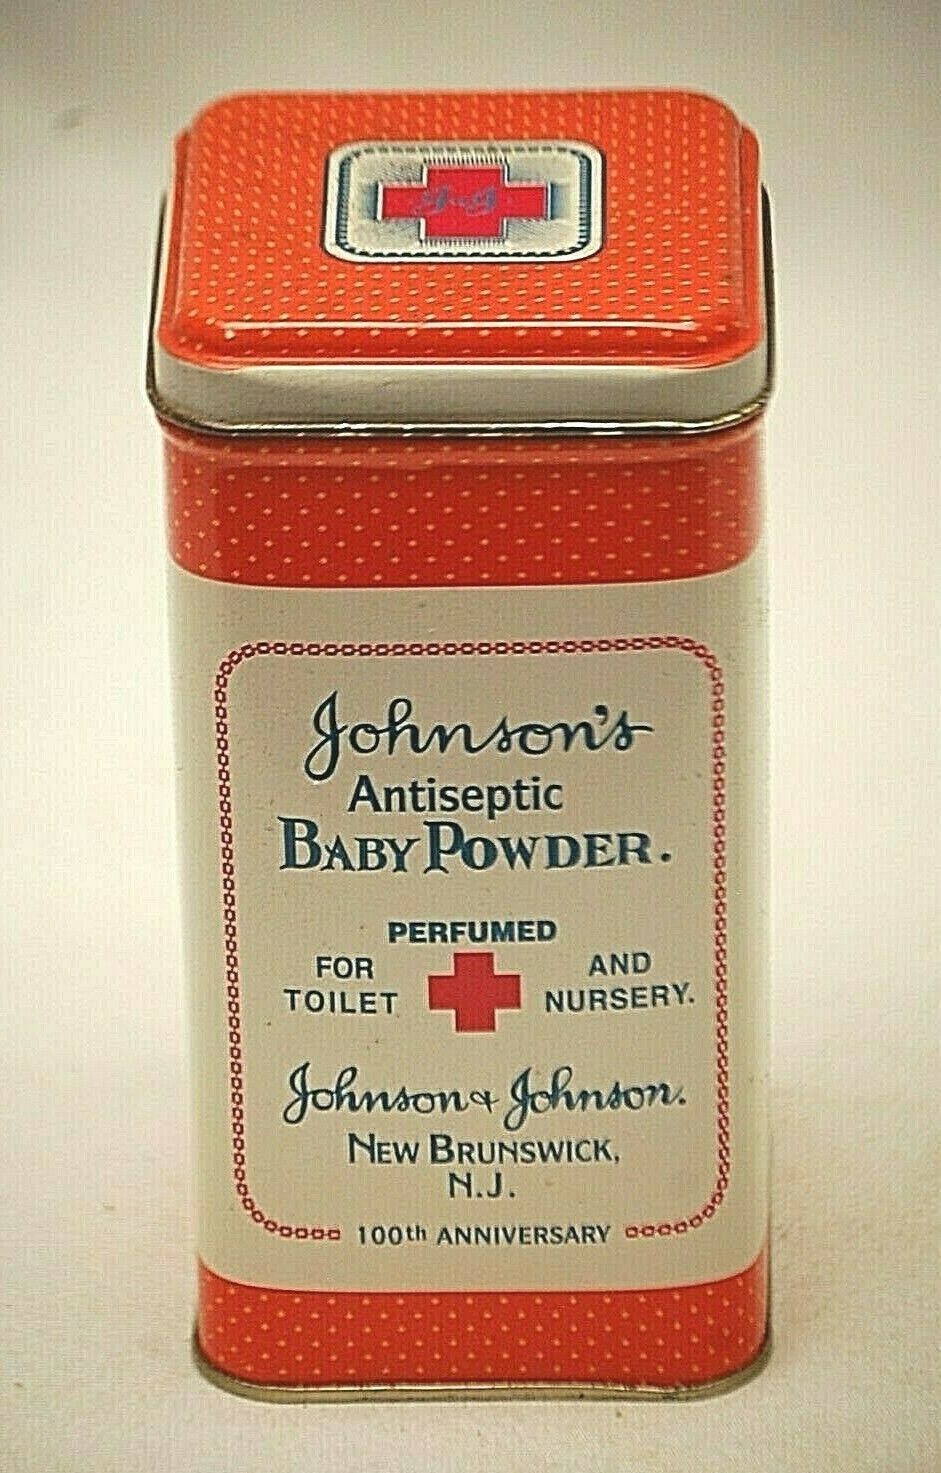 J&J
Johnson's
Antiseptic
BABY POWDER.
PERFUMED
FOR TOILET
AND NURSERY.
Johnson & Johnson.
NEW BRUNSWICK,
N.J.
100th ANNIVERSARY